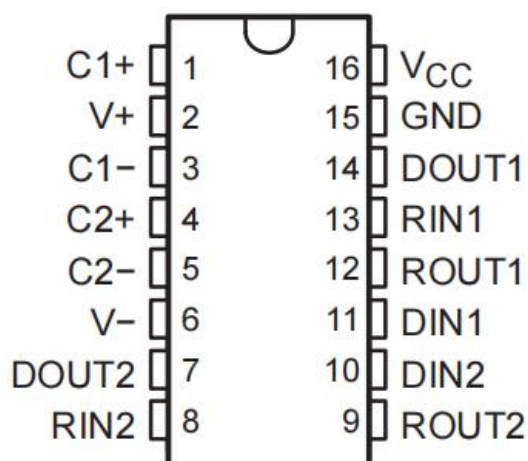 C1+ 1 16 VCC
V+ 2 15 GND
C1− 3 14 DOUT1
C2+ 4 13 RIN1
C2− 5 12 ROUT1
V− 6 11 DIN1
DOUT2 7 10 DIN2
RIN2 8 9 ROUT2